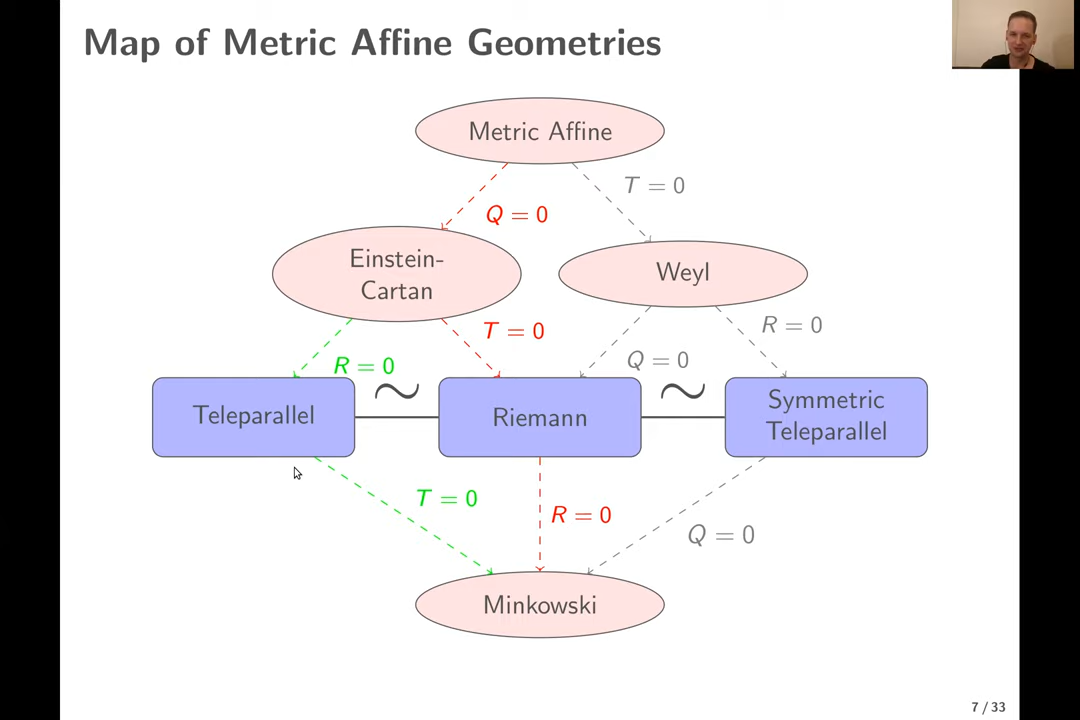 Map of Metric Affine Geometries
Metric Affine
T = 0
Q = 0
Einstein-
Cartan
Weyl
T = 0
R = 0
R = 0
Q = 0
∼
∼
Teleparallel
Riemann
Symmetric
Teleparallel
T = 0
R = 0
Q = 0
Minkowski
7 / 33